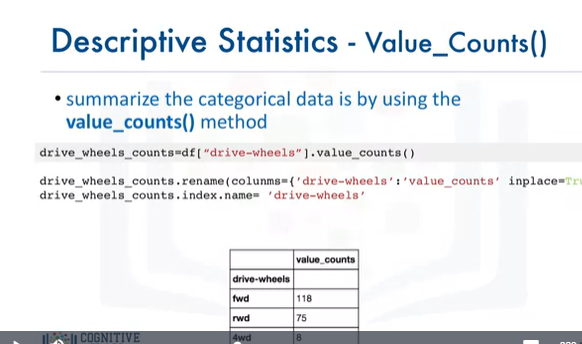 Descriptive Statistics - Value_Counts()
• summarize the categorical data is by using the
value_counts() method
drive_wheels_counts=df["drive-wheels"].value_counts()
drive_wheels_counts.rename(colunms={'drive-wheels':'value_counts' inplace=Tru
drive_wheels_counts.index.name= 'drive-wheels'
value_counts
drive-wheels
fwd 118
rwd 75
4wd 8
COGNITIVE